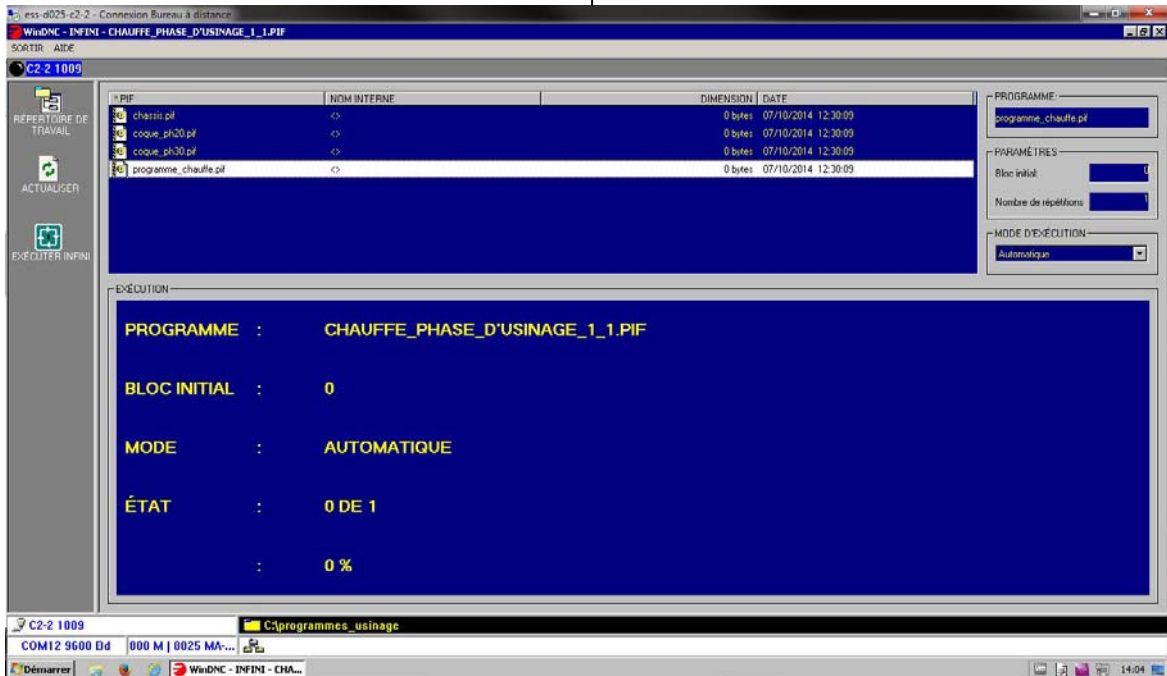 ess-d025-c2-2 - Connexion Bureau à distance
WinDNC - INFINI - CHAUFFE_PHASE_D'USINAGE_1_1.PIF
SORTIR AIDE
C2-2 1009
RÉPERTOIRE DE TRAVAIL
ACTUALISER
EXÉCUTER INFINI
*.PIF NOM INTERNE DIMENSION DATE
chassis.pif <> 0 bytes 07/10/2014 12:30:09
coque_ph20.pif <> 0 bytes 07/10/2014 12:30:09
coque_ph30.pif <> 0 bytes 07/10/2014 12:30:09
programme_chauffe.pif <> 0 bytes 07/10/2014 12:30:09
PROGRAMME:
programme_chauffe.pif
PARAMÈTRES
Bloc initial: 0
Nombre de répétitions 1
MODE D'EXÉCUTION
Automatique
EXÉCUTION
PROGRAMME : CHAUFFE_PHASE_D'USINAGE_1_1.PIF
BLOC INITIAL : 0
MODE : AUTOMATIQUE
ÉTAT : 0 DE 1
: 0 %
C2-2 1009 C:\programmes_usinage
COM12 9600 Bd 000 M | 0025 MA-...
Démarrer WinDNC - INFINI - CHA... 14:04